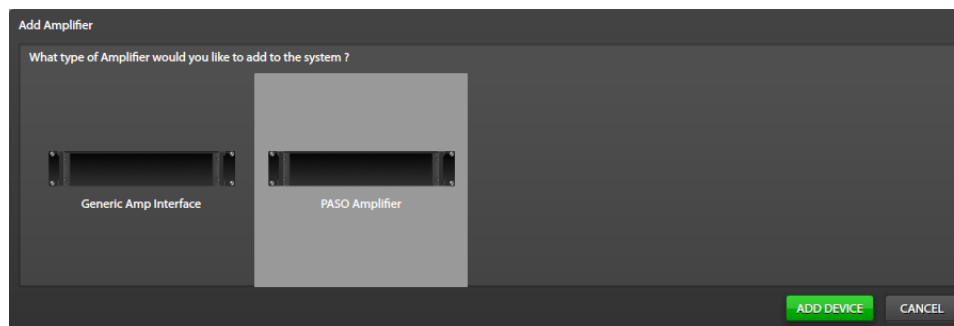 Add Amplifier
What type of Amplifier would you like to add to the system ?
Generic Amp Interface
PASO Amplifier
ADD DEVICE
CANCEL